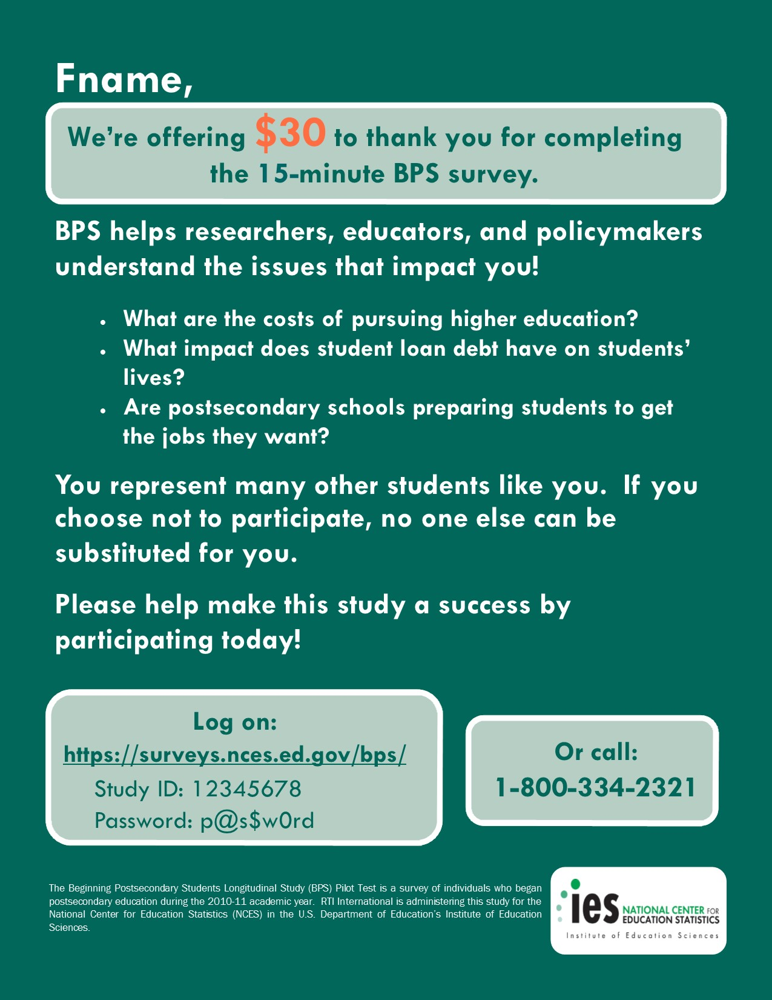 Fname,
We’re offering $30 to thank you for completing
the 15-minute BPS survey.
BPS helps researchers, educators, and policymakers
understand the issues that impact you!
• What are the costs of pursuing higher education?
• What impact does student loan debt have on students’
lives?
• Are postsecondary schools preparing students to get
the jobs they want?
You represent many other students like you.  If you
choose not to participate, no one else can be
substituted for you.
Please help make this study a success by
participating today!
Log on:
https://surveys.nces.ed.gov/bps/
Study ID: 12345678
Password: p@s$w0rd
Or call:
1-800-334-2321
The Beginning Postsecondary Students Longitudinal Study (BPS) Pilot Test is a survey of individuals who began
postsecondary education during the 2010-11 academic year.  RTI International is administering this study for the
National Center for Education Statistics (NCES) in the U.S. Department of Education’s Institute of Education
Sciences.
ies NATIONAL CENTER FOR
EDUCATION STATISTICS
Institute of Education Sciences